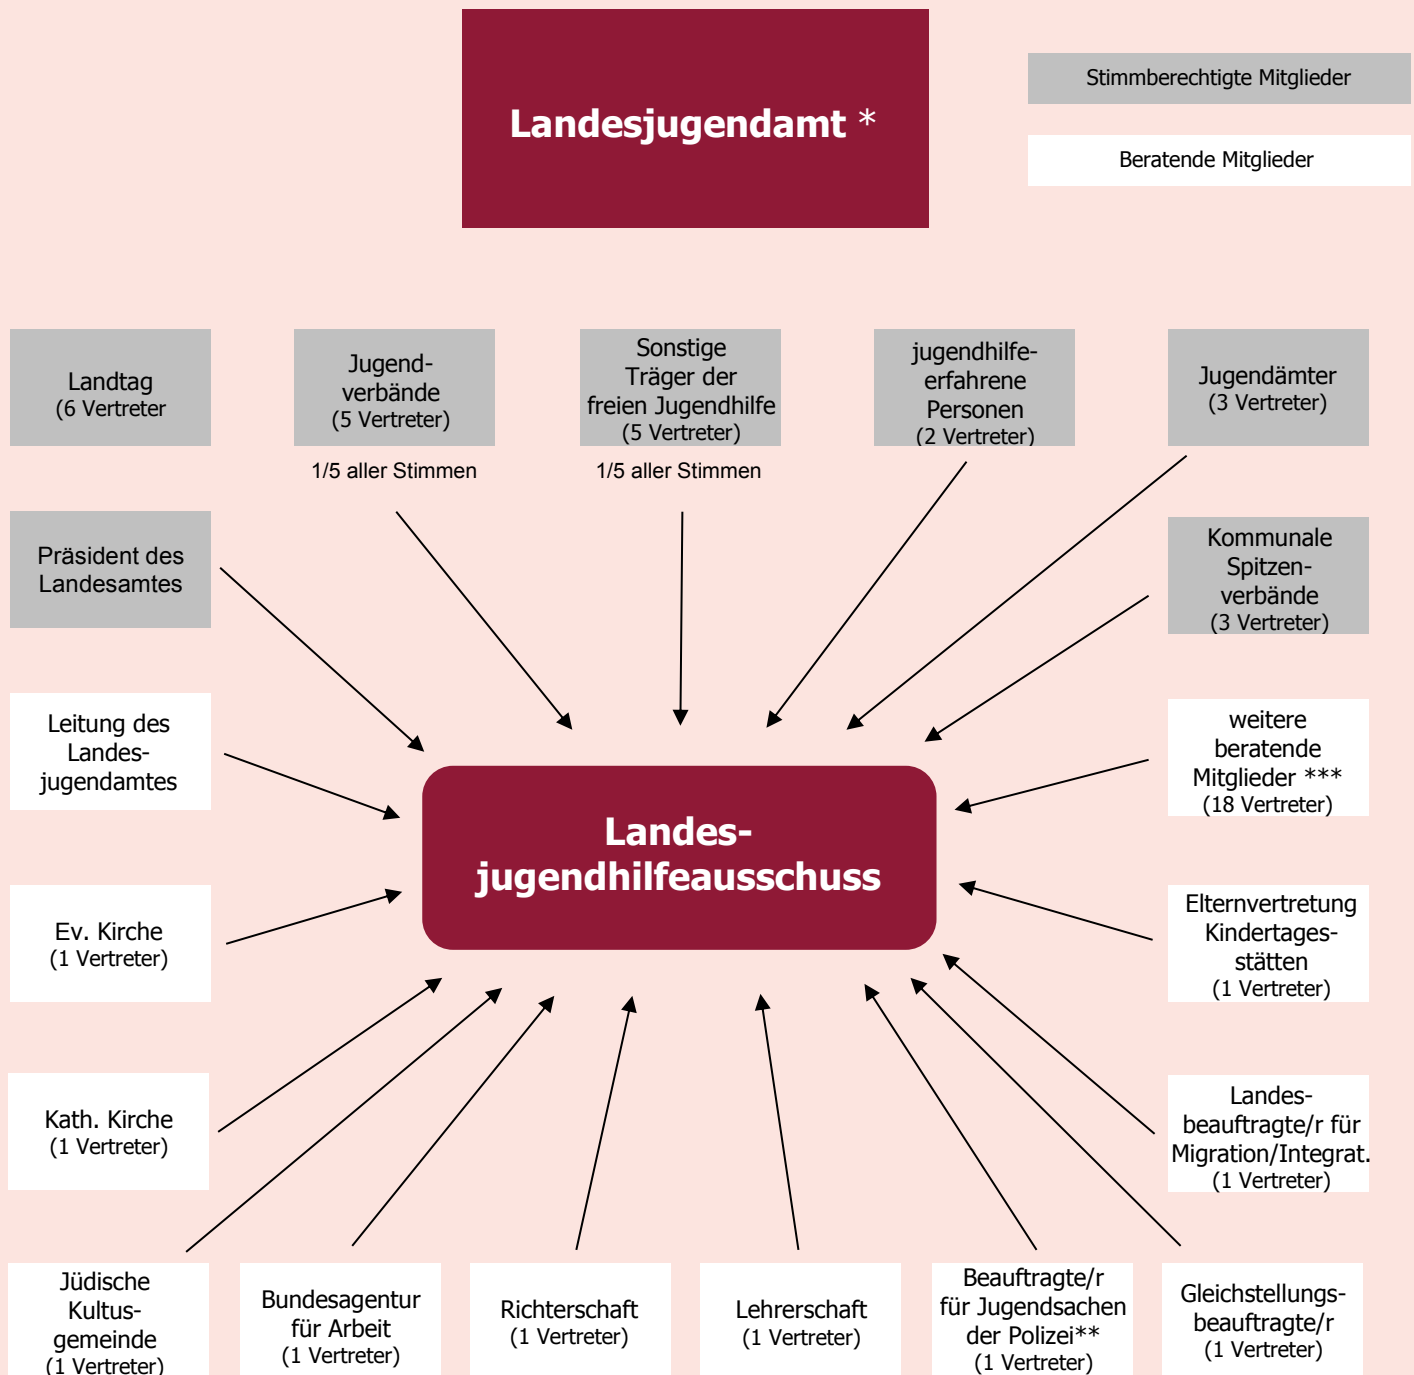 Landesjugendamt *
Stimmberechtigte Mitglieder
Beratende Mitglieder
Landtag
(6 Vertreter
Jugend-
verbände
(5 Vertreter)
1/5 aller Stimmen
Sonstige
Träger der
freien Jugendhilfe
(5 Vertreter)
1/5 aller Stimmen
jugendhilfe-
erfahrene
Personen
(2 Vertreter)
Jugendämter
(3 Vertreter)
Präsident des
Landesamtes
Kommunale
Spitzen-
verbände
(3 Vertreter)
Leitung des
Landes-
jugendamtes
weitere
beratende
Mitglieder ***
(18 Vertreter)
Landes-
jugendhilfeausschuss
Ev. Kirche
(1 Vertreter)
Elternvertretung
Kindertages-
stätten
(1 Vertreter)
Kath. Kirche
(1 Vertreter)
Landes-
beauftragte/r für
Migration/Integrat.
(1 Vertreter)
Jüdische
Kultus-
gemeinde
(1 Vertreter)
Bundesagentur
für Arbeit
(1 Vertreter)
Richterschaft
(1 Vertreter)
Lehrerschaft
(1 Vertreter)
Beauftragte/r
für Jugendsachen
der Polizei**
(1 Vertreter)
Gleichstellungs-
beauftragte/r
(1 Vertreter)